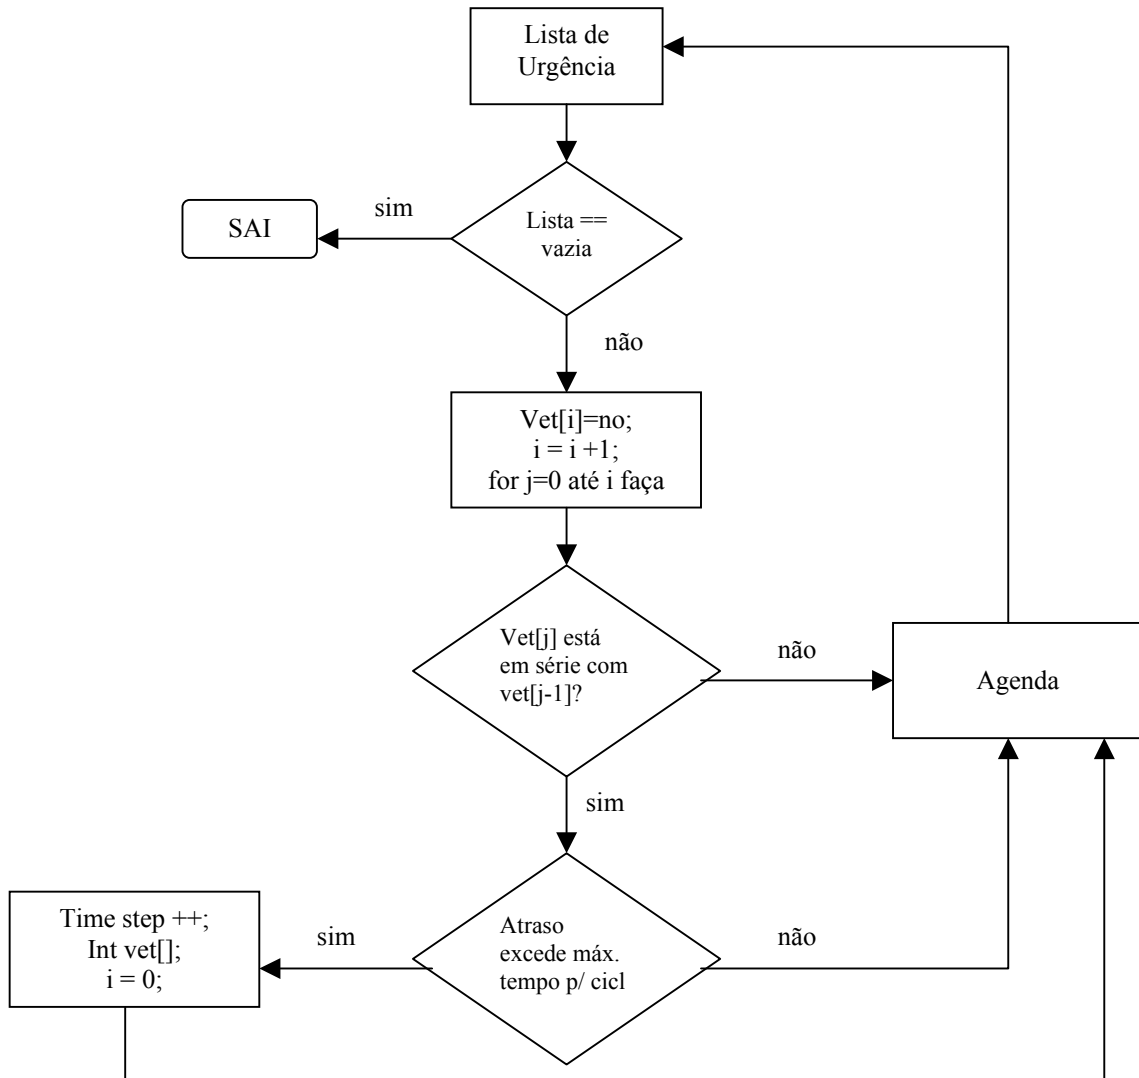 Lista de
Urgência
sim
SAI
Lista ==
vazia
não
Vet[i]=no;
i = i +1;
for j=0 até i faça
Vet[j] está
em série com
vet[j-1]?
não
Agenda
sim
Time step ++;
Int vet[];
i = 0;
sim
Atraso
excede máx.
tempo p/ cicl
não